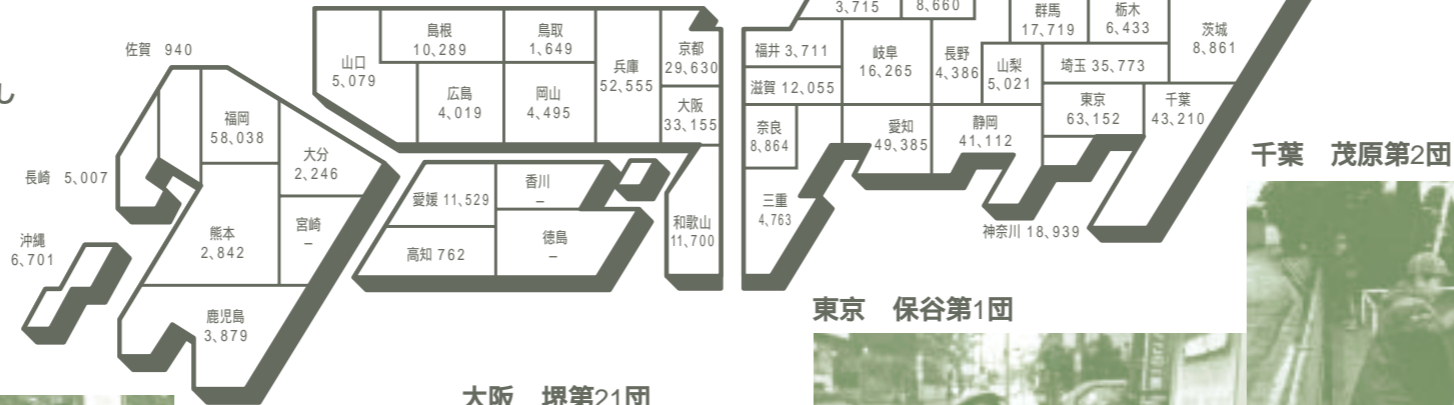 し
佐賀 940
島根
10,289
鳥取
1,649
山口
5,079
広島
4,019
岡山
4,495
兵庫
52,555
京都
29,630
大阪
33,155
福岡
58,038
大分
2,246
長崎 5,007
熊本
2,842
宮崎
–
沖縄
6,701
鹿児島
3,879
愛媛 11,529
香川
–
高知 762
徳島
–
和歌山
11,700
3,715
8,660
福井 3,711
滋賀 12,055
岐阜
16,265
長野
4,386
山梨
5,021
群馬
17,719
栃木
6,433
茨城
8,861
埼玉 35,773
東京
63,152
千葉
43,210
奈良
8,864
愛知
49,385
静岡
41,112
三重
4,763
神奈川 18,939
千葉 茂原第2団
東京 保谷第1団
大阪 堺第21団